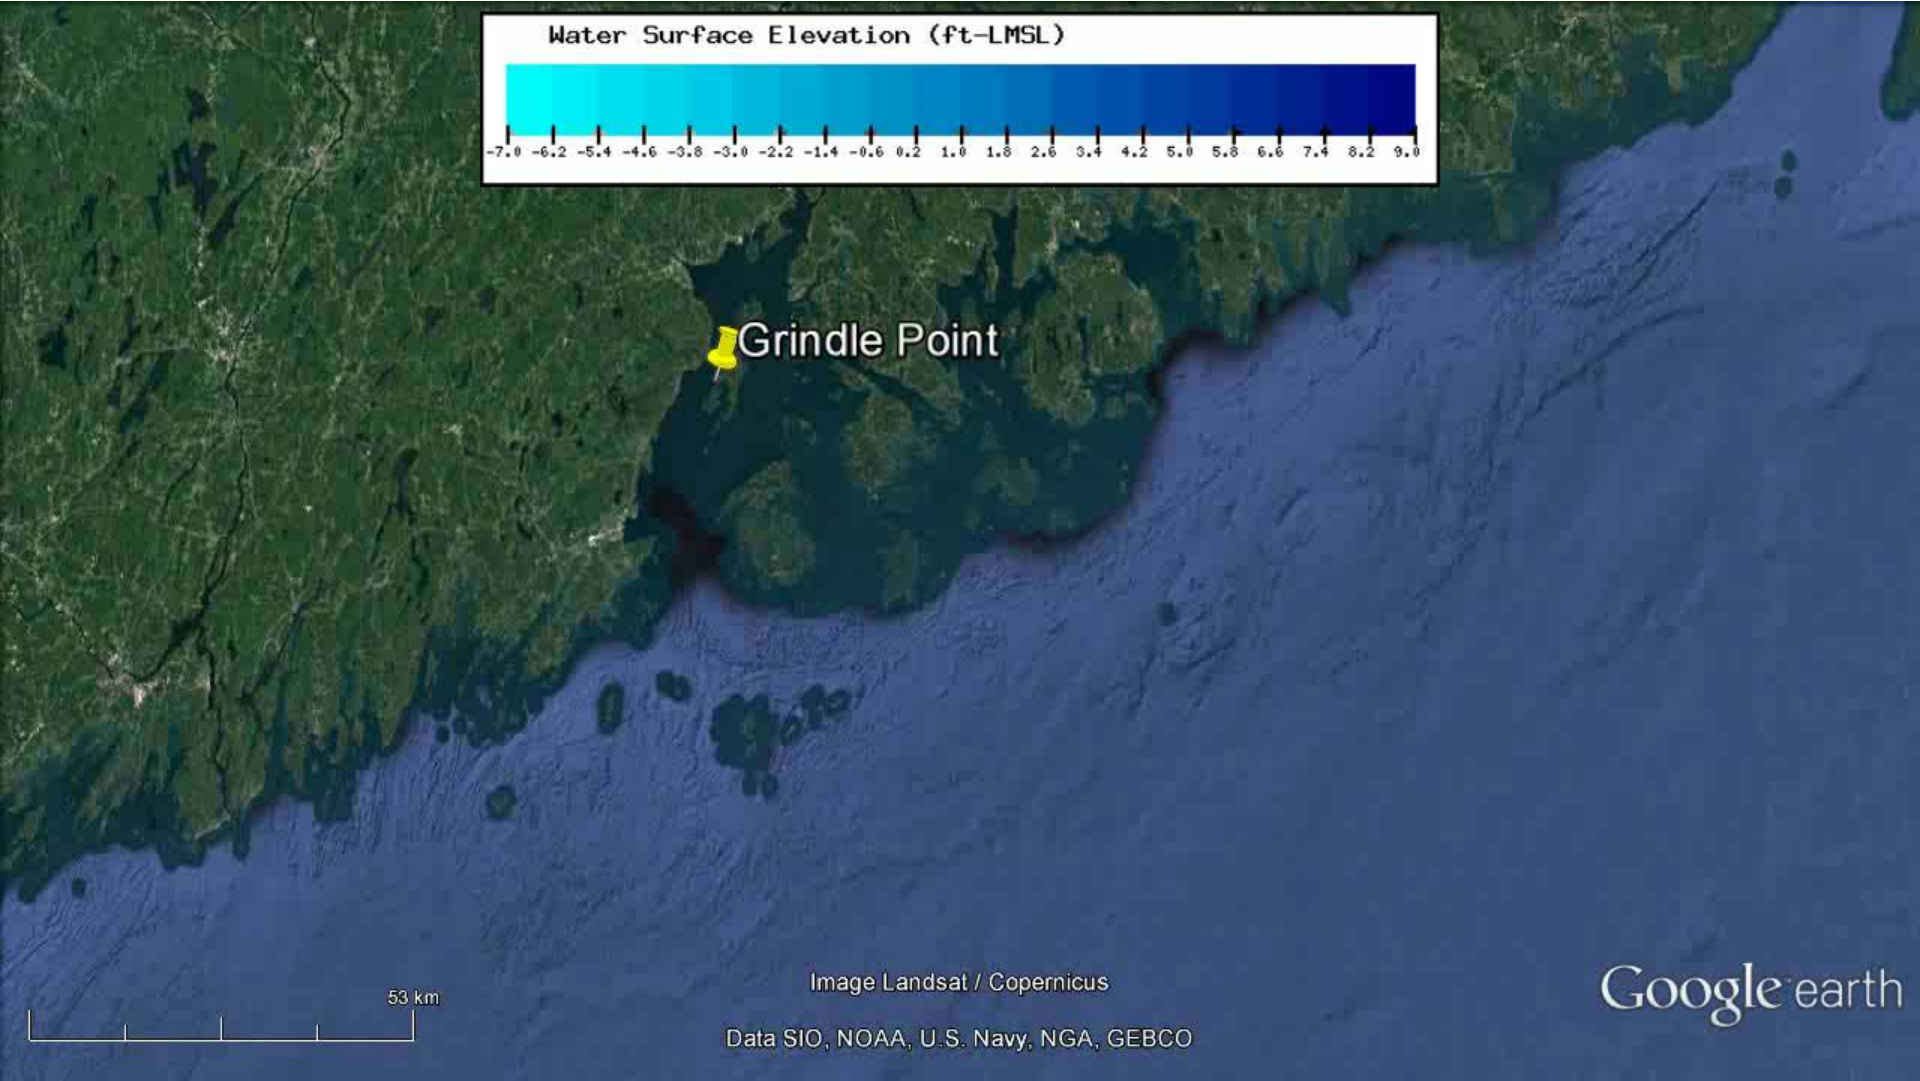 Water Surface Elevation (ft-LMSL)
-7.0 -6.2 -5.4 -4.6 -3.8 -3.0 -2.2 -1.4 -0.6 0.2 1.0 1.8 2.6 3.4 4.2 5.0 5.8 6.6 7.4 8.2 9.0
Grindle Point
53 km
Image Landsat / Copernicus
Google earth
Data SIO, NOAA, U.S. Navy, NGA, GEBCO